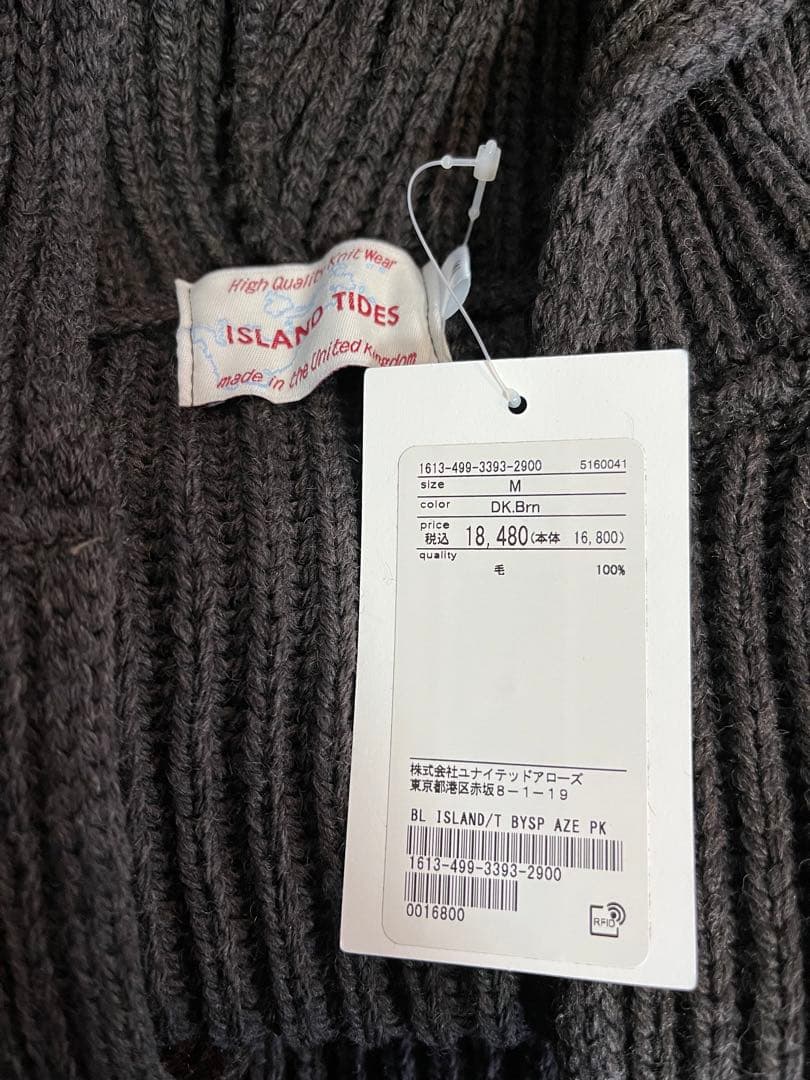 High Quality Knit Wear
ISLAND TIDES
made in the United Kingdom
1613-499-3393-2900 5160041
size M
color DK.Brn
price
税込 18,480(本体 16,800)
quality
毛 100%
株式会社ユナイテッドアローズ
東京都港区赤坂8-1-19
BL ISLAND/T BYSP AZE PK
1613-499-3393-2900
0016800
RFID